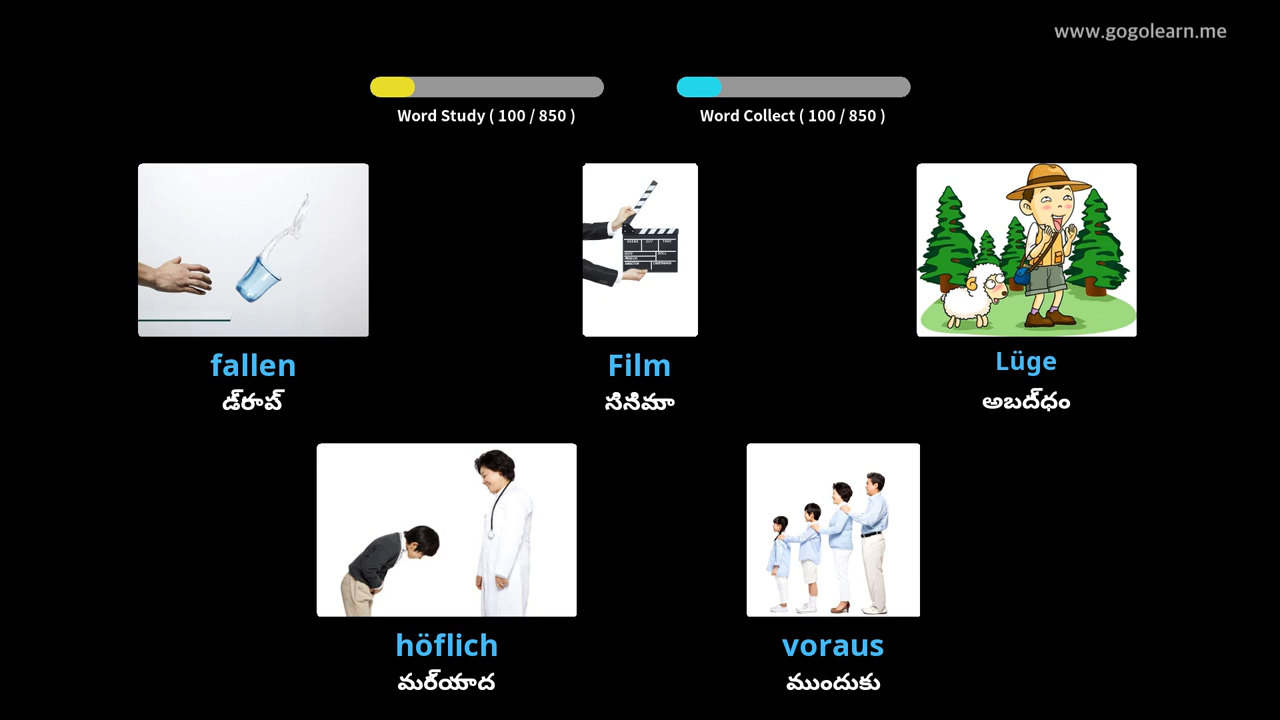 www.gogolearn.me
Word Study ( 100 / 850 )
Word Collect ( 100 / 850 )
fallen
డ్‌రాప్
Film
సినిమా
Lüge
అబద్‌ధం
höflich
మర్‌యాద
voraus
ముందుకు